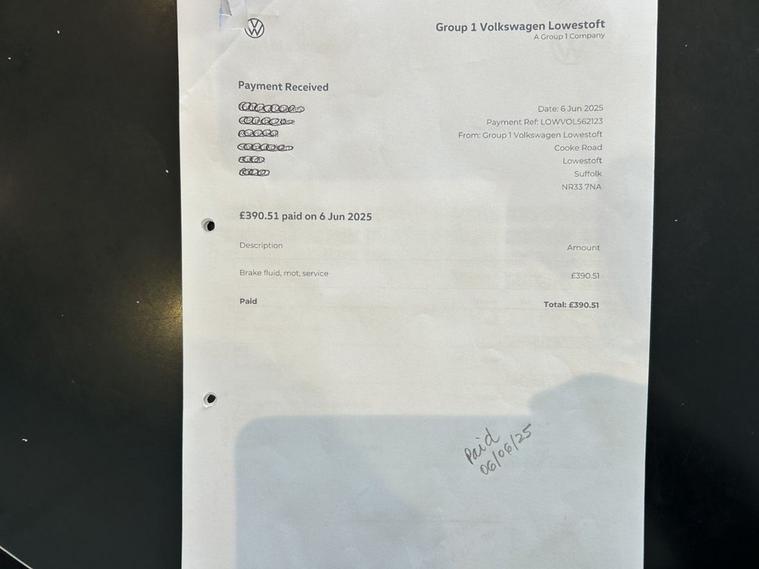 Group 1 Volkswagen Lowestoft
A Group 1 Company
Payment Received
Date: 6 Jun 2025
Payment Ref: LOWVOL562123
From: Group 1 Volkswagen Lowestoft
Cooke Road
Lowestoft
Suffolk
NR33 7NA
£390.51 paid on 6 Jun 2025
Description Amount
Brake fluid, mot, service £390.51
Paid Total: £390.51
Paid
06/06/25